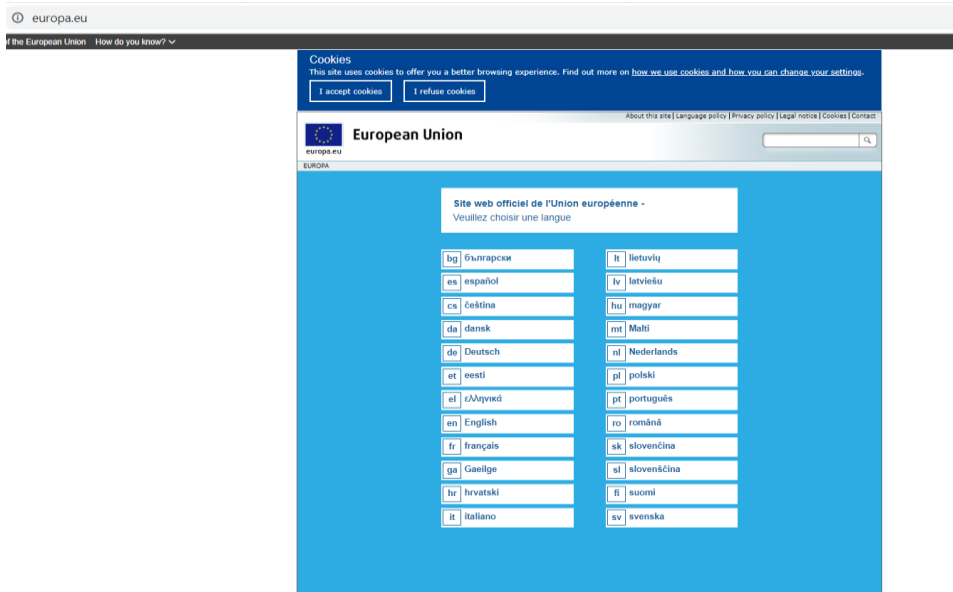 europa.eu
f the European Union How do you know?
Cookies
This site uses cookies to offer you a better browsing experience. Find out more on how we use cookies and how you can change your settings.
I accept cookies I refuse cookies
About this site | Language policy | Privacy policy | Legal notice | Cookies | Contact
European Union
europa.eu
EUROPA
Site web officiel de l'Union européenne -
Veuillez choisir une langue
bg български
es español
cs čeština
da dansk
de Deutsch
et eesti
el ελληνικά
en English
fr français
ga Gaeilge
hr hrvatski
it italiano
lt lietuvių
lv latviešu
hu magyar
mt Malti
nl Nederlands
pl polski
pt português
ro română
sk slovenčina
sl slovenščina
fi suomi
sv svenska